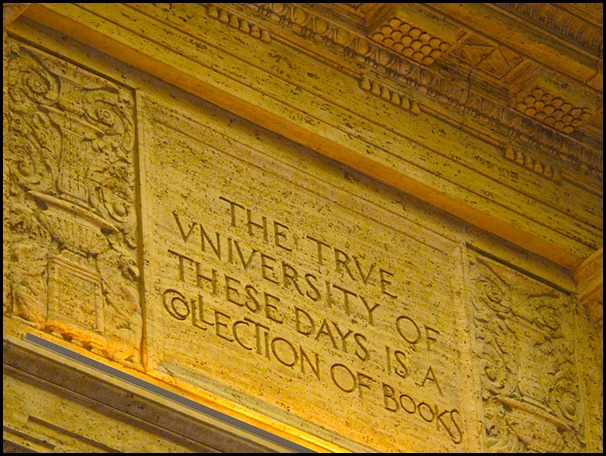 THE TRVE
VNIVERSITY OF
THESE DAYS IS A
COLLECTION OF BOOKS